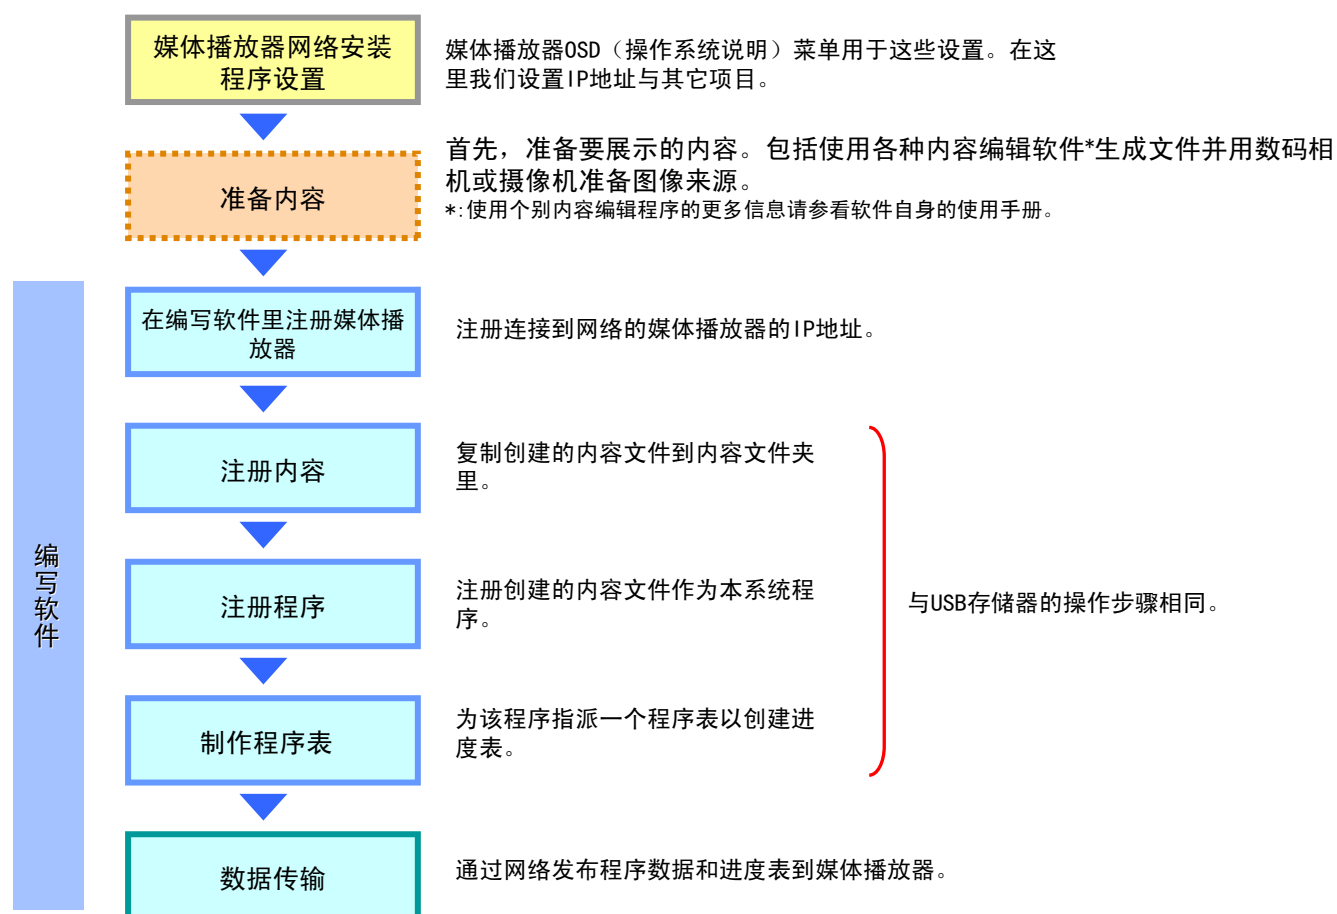 媒体播放器网络安装
程序设置
媒体播放器OSD（操作系统说明）菜单用于这些设置。在这
里我们设置IP地址与其它项目。
准备内容
首先，准备要展示的内容。包括使用各种内容编辑软件*生成文件并用数码相
机或摄像机准备图像来源。
*:使用个别内容编辑程序的更多信息请参看软件自身的使用手册。
编写软件
在编写软件里注册媒体播
放器
注册连接到网络的媒体播放器的IP地址。
注册内容
复制创建的内容文件到内容文件夹
里。
注册程序
注册创建的内容文件作为本系统程
序。
与USB存储器的操作步骤相同。
制作程序表
为该程序指派一个程序表以创建进
度表。
数据传输
通过网络发布程序数据和进度表到媒体播放器。